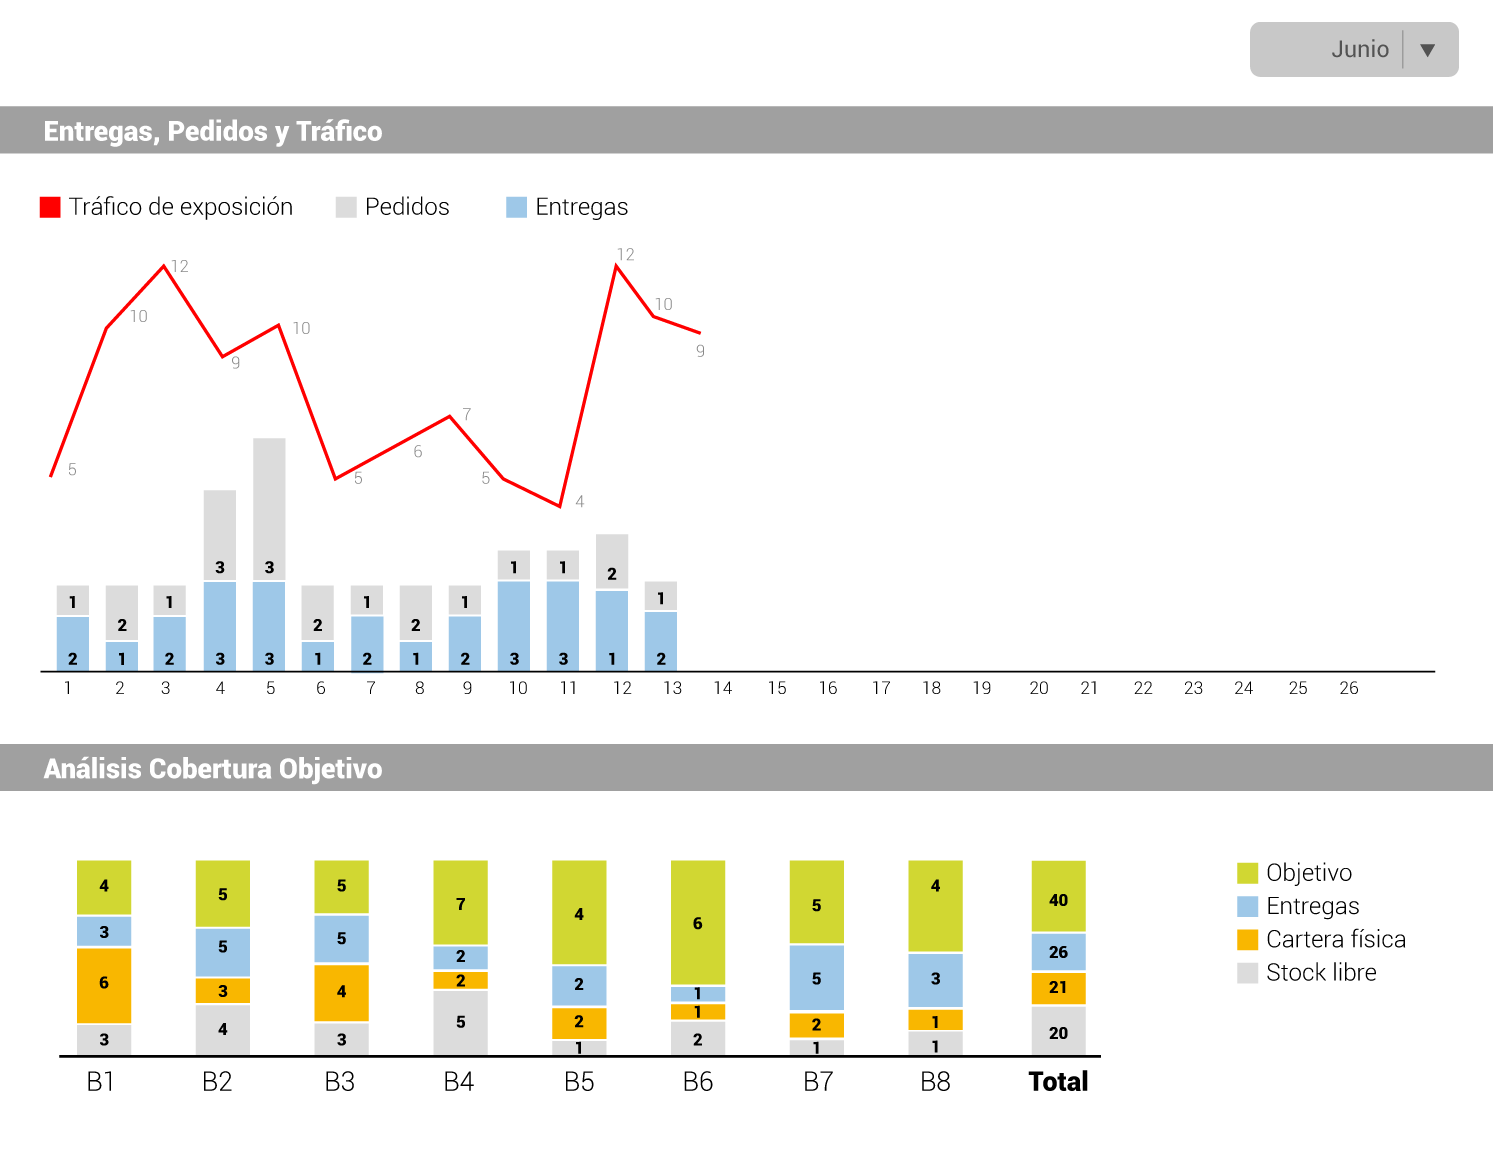 Junio ▼
Entregas, Pedidos y Tráfico
Tráfico de exposición Pedidos Entregas
12
12
10
10
10
9
9
7
6
5
5
5
4
3 3 1 1 2
1 2 1 2 1 2 1 1
2 1 2 3 3 1 2 1 2 3 3 1 2
1 2 3 4 5 6 7 8 9 10 11 12 13 14 15 16 17 18 19 20 21 22 23 24 25 26
Análisis Cobertura Objetivo
4 5 5 7 4 6 5 4 40
3 5 5 2 2 1 5 3 26
6 3 4 2 2 1 2 1 21
3 4 3 5 1 2 1 1 20
B1 B2 B3 B4 B5 B6 B7 B8 Total
Objetivo
Entregas
Cartera física
Stock libre